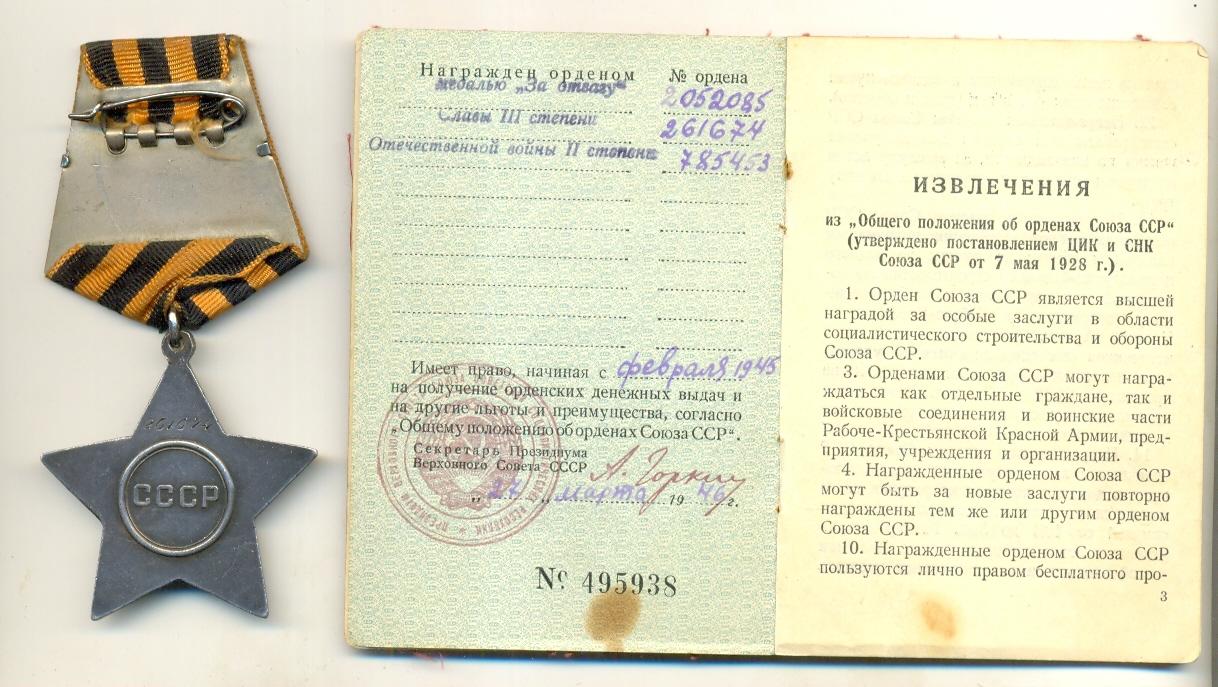 261674
СССР
Награжден орденом
№ ордена
медалью „За отвагу“
2052085
Славы III степени
261674
Отечественной войны II степени
785453
Имеет право, начиная с февраля 1945
на получение орденских денежных выдач и
на другие льготы и преимущества, согласно
„Общему положению об орденах Союза ССР“.
Секретарь Президиума
Верховного Совета СССР
А. Горкин
„27“ марта 1946 г.
№ 495938
ИЗВЛЕЧЕНИЯ
из „Общего положения об орденах Союза ССР“
(утверждено постановлением ЦИК и СНК
Союза ССР от 7 мая 1928 г.).
1. Орден Союза ССР является высшей
наградой за особые заслуги в области
социалистического строительства и обороны
Союза ССР.
3. Орденами Союза ССР могут награ-
ждаться как отдельные граждане, так и
войсковые соединения и воинские части
Рабоче-Крестьянской Красной Армии, пред-
приятия, учреждения и организации.
4. Награжденные орденом Союза ССР
могут быть за новые заслуги повторно
награждены тем же или другим орденом
Союза ССР.
10. Награжденные орденом Союза ССР
пользуются лично правом бесплатного про-
3